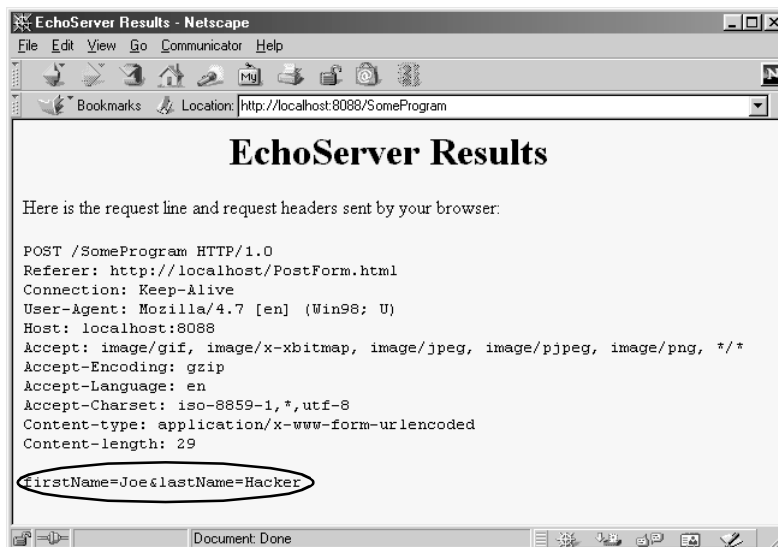 EchoServer Results - Netscape
File Edit View Go Communicator Help
My
Bookmarks Location: http://localhost:8088/SomeProgram
EchoServer Results
Here is the request line and request headers sent by your browser:
POST /SomeProgram HTTP/1.0
Referer: http://localhost/PostForm.html
Connection: Keep-Alive
User-Agent: Mozilla/4.7 [en] (Win98; U)
Host: localhost:8088
Accept: image/gif, image/x-xbitmap, image/jpeg, image/pjpeg, image/png, */*
Accept-Encoding: gzip
Accept-Language: en
Accept-Charset: iso-8859-1,*,utf-8
Content-type: application/x-www-form-urlencoded
Content-length: 29
firstName=Joe&lastName=Hacker
Document: Done